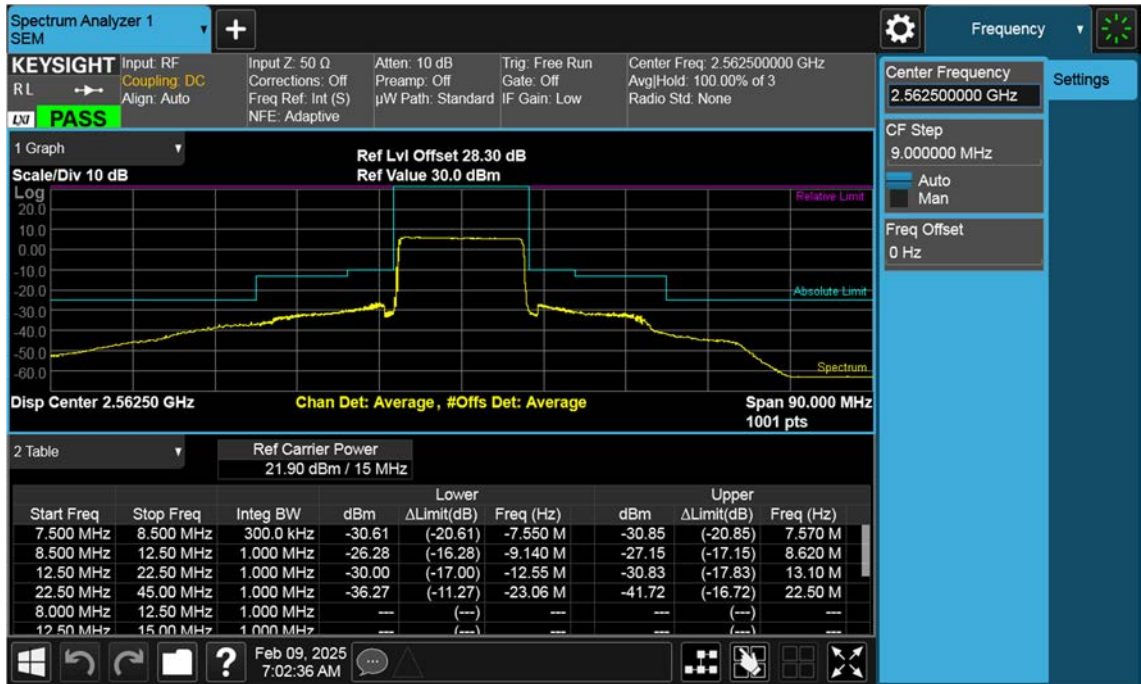 Spectrum Analyzer 1
SEM
Frequency
KEYSIGHT
R L
LXI PASS
Input: RF
Coupling: DC
Align: Auto
Input Z: 50 Ω
Corrections: Off
Freq Ref: Int (S)
NFE: Adaptive
Atten: 10 dB
Preamp: Off
µW Path: Standard
Trig: Free Run
Gate: Off
IF Gain: Low
Center Freq: 2.562500000 GHz
Avg|Hold: 100.00% of 3
Radio Std: None
Center Frequency
2.562500000 GHz
Settings
CF Step
9.000000 MHz
Auto
Man
Freq Offset
0 Hz
1 Graph
Scale/Div 10 dB
Ref Lvl Offset 28.30 dB
Ref Value 30.0 dBm
Log
20.0
10.0
0.00
-10.0
-20.0
-30.0
-40.0
-50.0
-60.0
Relative Limit
Absolute Limit
Spectrum
Disp Center 2.56250 GHz
Chan Det: Average, #Offs Det: Average
Span 90.000 MHz
1001 pts
2 Table
Ref Carrier Power
21.90 dBm / 15 MHz
Lower Upper
Start Freq Stop Freq Integ BW dBm ΔLimit(dB) Freq (Hz) dBm ΔLimit(dB) Freq (Hz)
7.500 MHz 8.500 MHz 300.0 kHz -30.61 (-20.61) -7.550 M -30.85 (-20.85) 7.570 M
8.500 MHz 12.50 MHz 1.000 MHz -26.28 (-16.28) -9.140 M -27.15 (-17.15) 8.620 M
12.50 MHz 22.50 MHz 1.000 MHz -30.00 (-17.00) -12.55 M -30.83 (-17.83) 13.10 M
22.50 MHz 45.00 MHz 1.000 MHz -36.27 (-11.27) -23.06 M -41.72 (-16.72) 22.50 M
8.000 MHz 12.50 MHz 1.000 MHz --- (---) --- --- (---) ---
12.50 MHz 15.00 MHz 1.000 MHz --- (---) --- --- (---) ---
Feb 09, 2025
7:02:36 AM